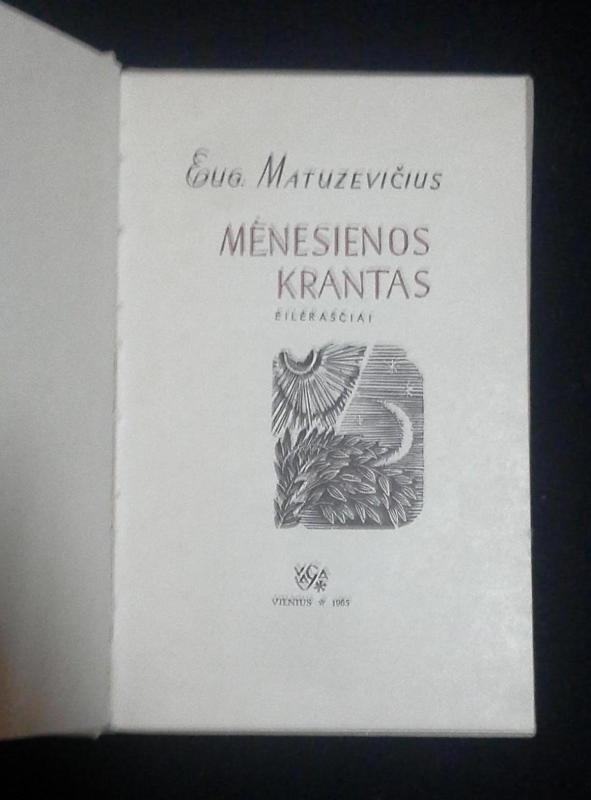 Eug. Matuzevičius
MĖNESIENOS
KRANTAS
EILĖRAŠČIAI
VAGA
VILNIUS * 1965